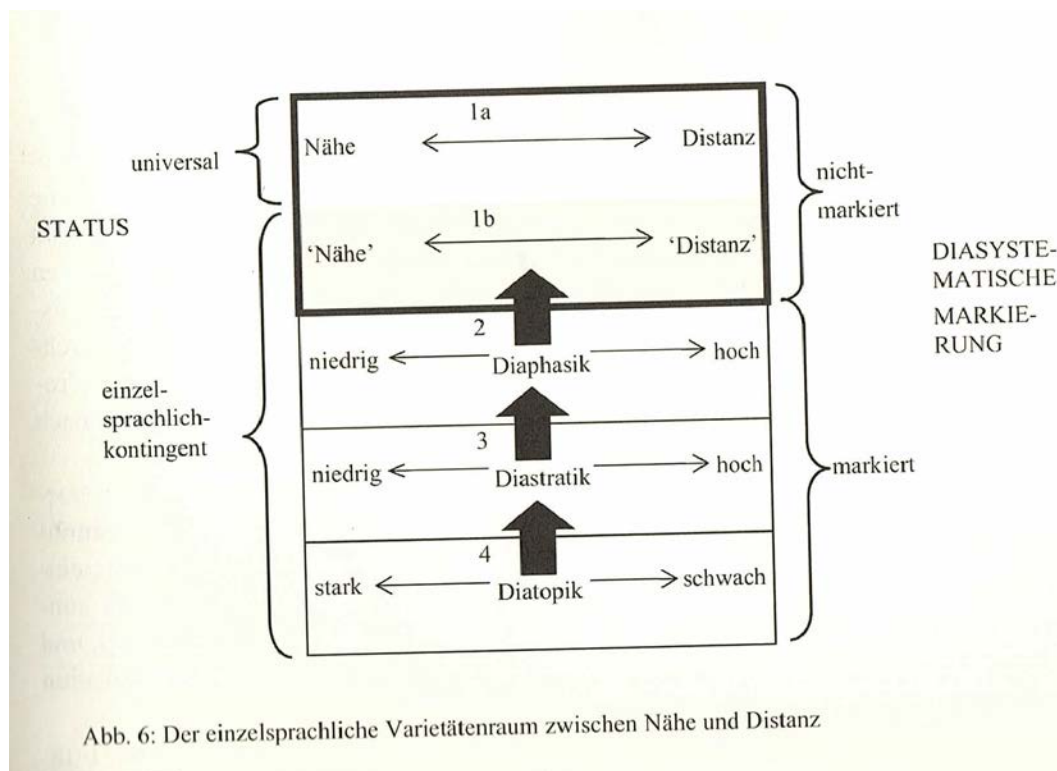 1a
Nähe Distanz
universal
nicht-
markiert
STATUS
1b
‘Nähe’ ‘Distanz’
DIASYSTE-
MATISCHE
MARKIE-
RUNG
2
niedrig Diaphasik hoch
einzel-
sprachlich-
kontingent
3
niedrig Diastratik hoch
markiert
4
stark Diatopik schwach
Abb. 6: Der einzelsprachliche Varietätenraum zwischen Nähe und Distanz